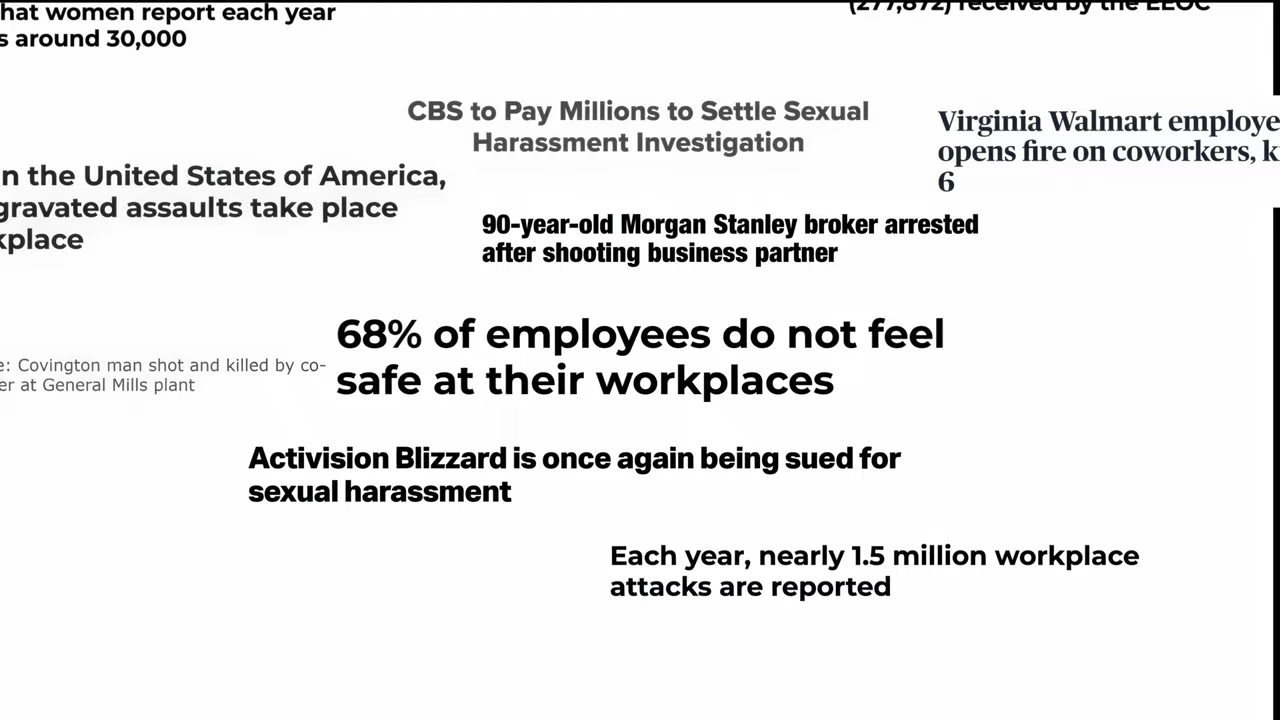 hat women report each year
s around 30,000
(277,872) received by the EEOC
CBS to Pay Millions to Settle Sexual
Harassment Investigation
Virginia Walmart employe
opens fire on coworkers, k
6
n the United States of America,
gravated assaults take place
kplace
90-year-old Morgan Stanley broker arrested
after shooting business partner
68% of employees do not feel
safe at their workplaces
e: Covington man shot and killed by co-
er at General Mills plant
Activision Blizzard is once again being sued for
sexual harassment
Each year, nearly 1.5 million workplace
attacks are reported